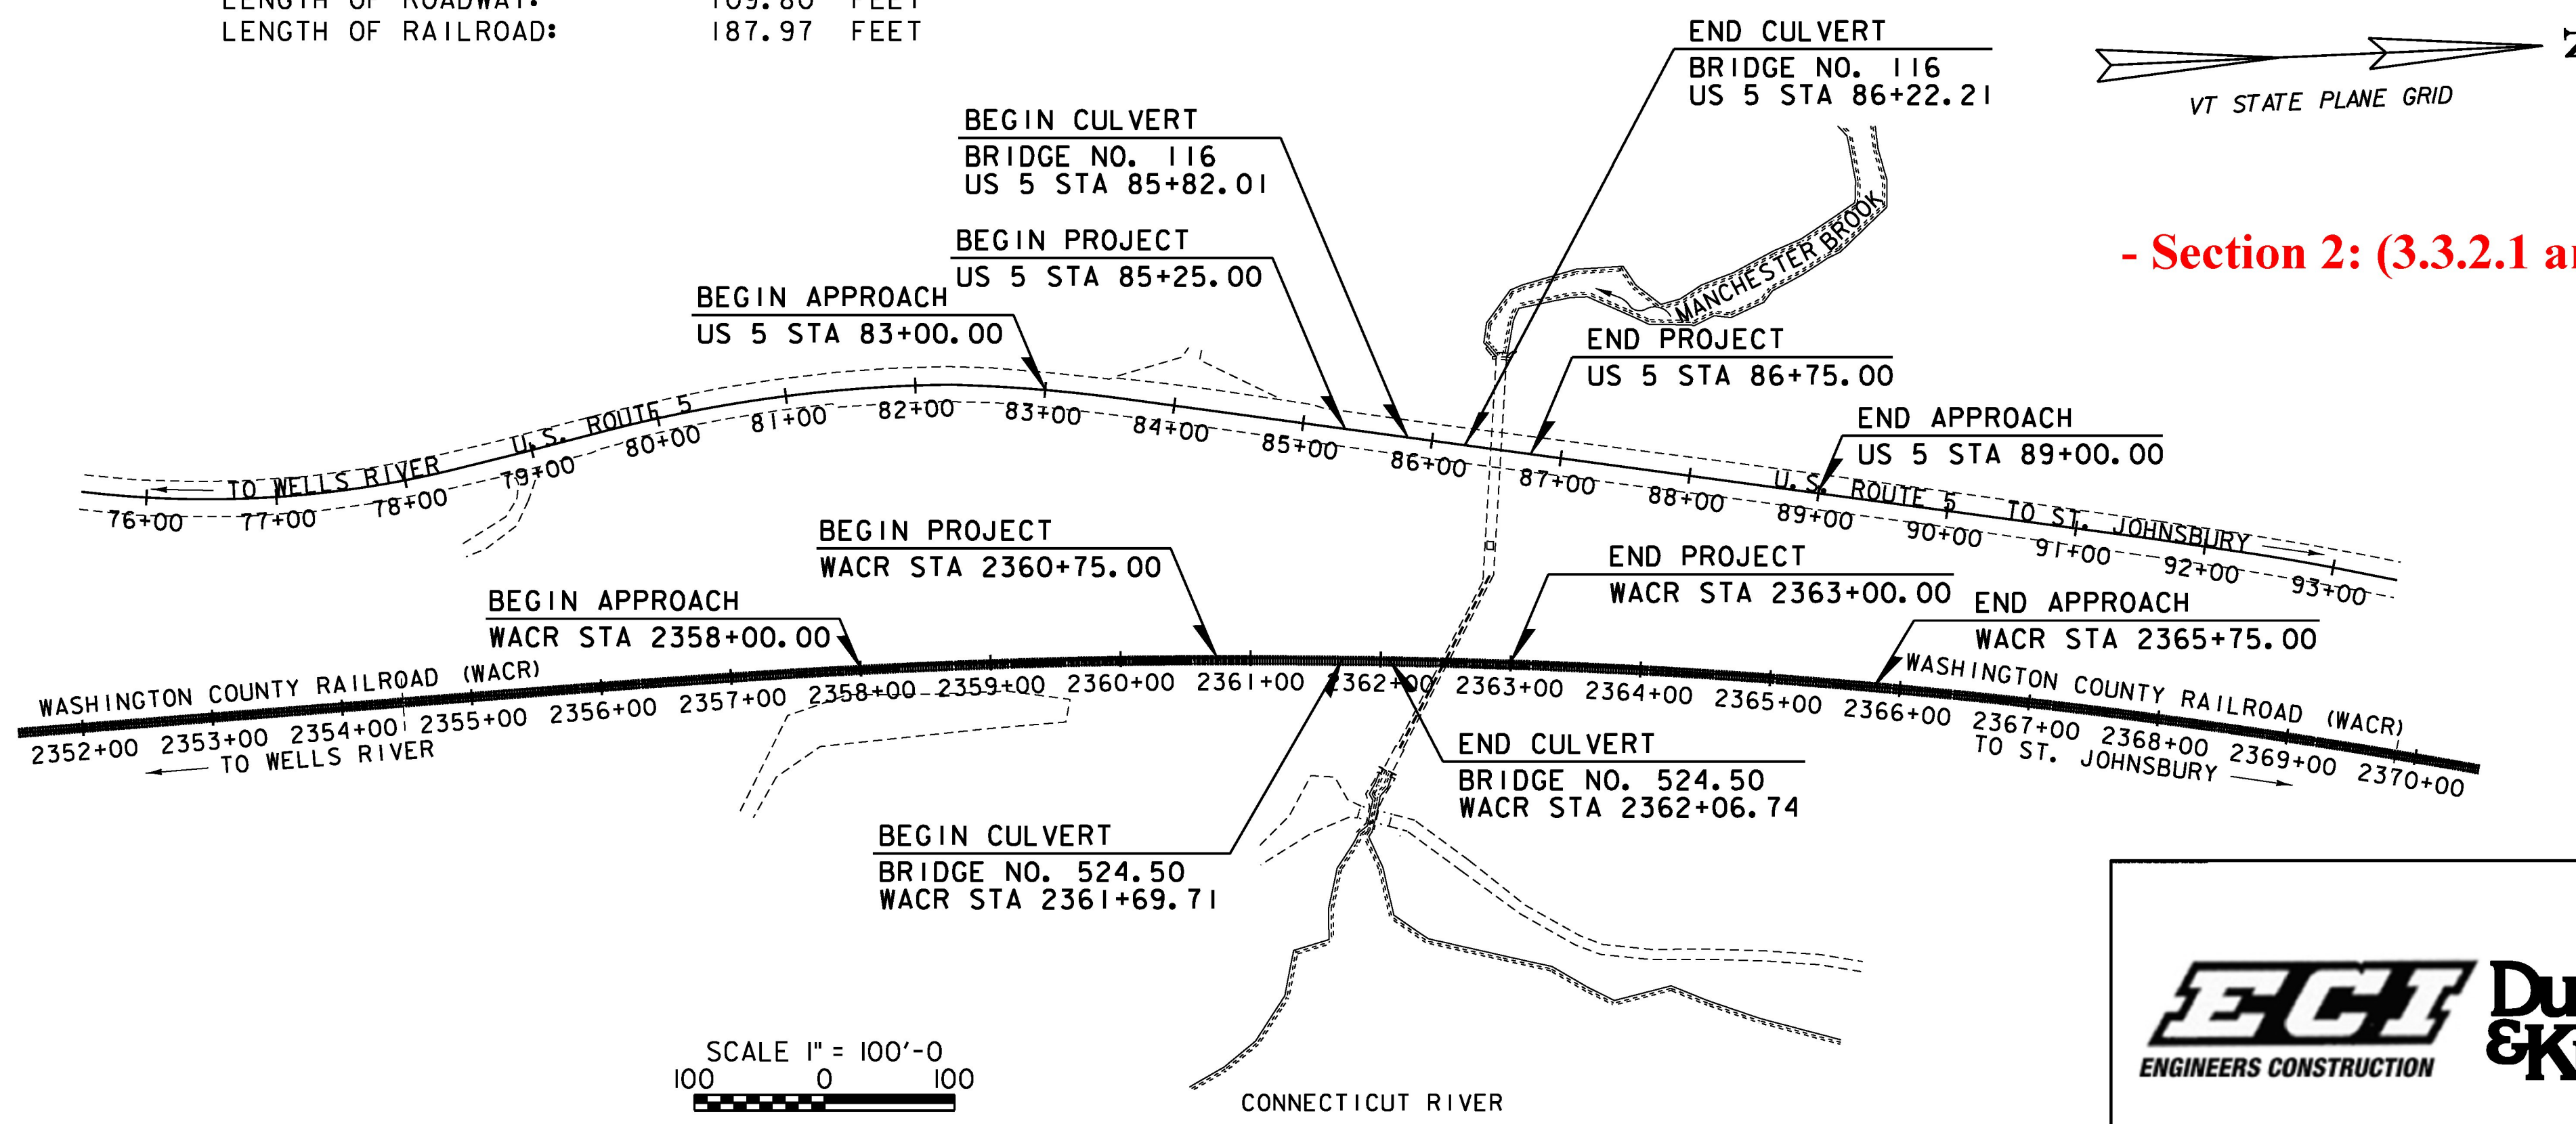 LENGTH OF ROADWAY: 109.80 FEET
LENGTH OF RAILROAD: 187.97 FEET
END CULVERT
BRIDGE NO. 116
US 5 STA 86+22.21
N
VT STATE PLANE GRID
BEGIN CULVERT
BRIDGE NO. 116
US 5 STA 85+82.01
MANCHESTER BROOK
- Section 2: (3.3.2.1
BEGIN PROJECT
US 5 STA 85+25.00
BEGIN APPROACH
US 5 STA 83+00.00
END PROJECT
US 5 STA 86+75.00
END APPROACH
US 5 STA 89+00.00
TO WELLS RIVER
U.S. ROUTE 5
76+00
77+00
78+00
79+00
80+00
81+00
82+00
83+00
84+00
85+00
86+00
87+00
88+00
89+00
90+00
91+00
92+00
93+00
U.S. ROUTE 5
TO ST. JOHNSBURY
BEGIN PROJECT
WACR STA 2360+75.00
END PROJECT
WACR STA 2363+00.00
BEGIN APPROACH
WACR STA 2358+00.00
END APPROACH
WACR STA 2365+75.00
WASHINGTON COUNTY RAILROAD (WACR)
WASHINGTON COUNTY RAILROAD (WACR)
2352+00
2353+00
2354+00
2355+00
2356+00
2357+00
2358+00
2359+00
2360+00
2361+00
2362+00
2363+00
2364+00
2365+00
2366+00
2367+00
2368+00
2369+00
2370+00
TO WELLS RIVER
TO ST. JOHNSBURY
END CULVERT
BRIDGE NO. 524.50
WACR STA 2362+06.74
BEGIN CULVERT
BRIDGE NO. 524.50
WACR STA 2361+69.71
SCALE 1" = 100'-0
100 0 100
CONNECTICUT RIVER
ECI
ENGINEERS CONSTRUCTION
Du
&K